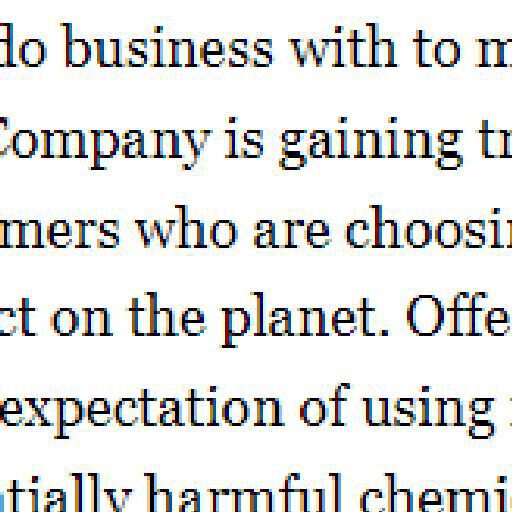 do business with to m
Company is gaining tr
mers who are choosin
ct on the planet. Offe
expectation of using
ntially harmful chemi